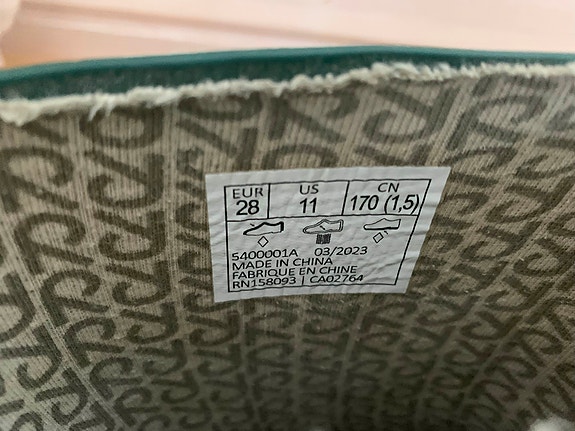 EUR US CN
28 11 170 (1,5)
5400001A 03/2023
MADE IN CHINA
FABRIQUE EN CHINE
RN158093 | CA02764